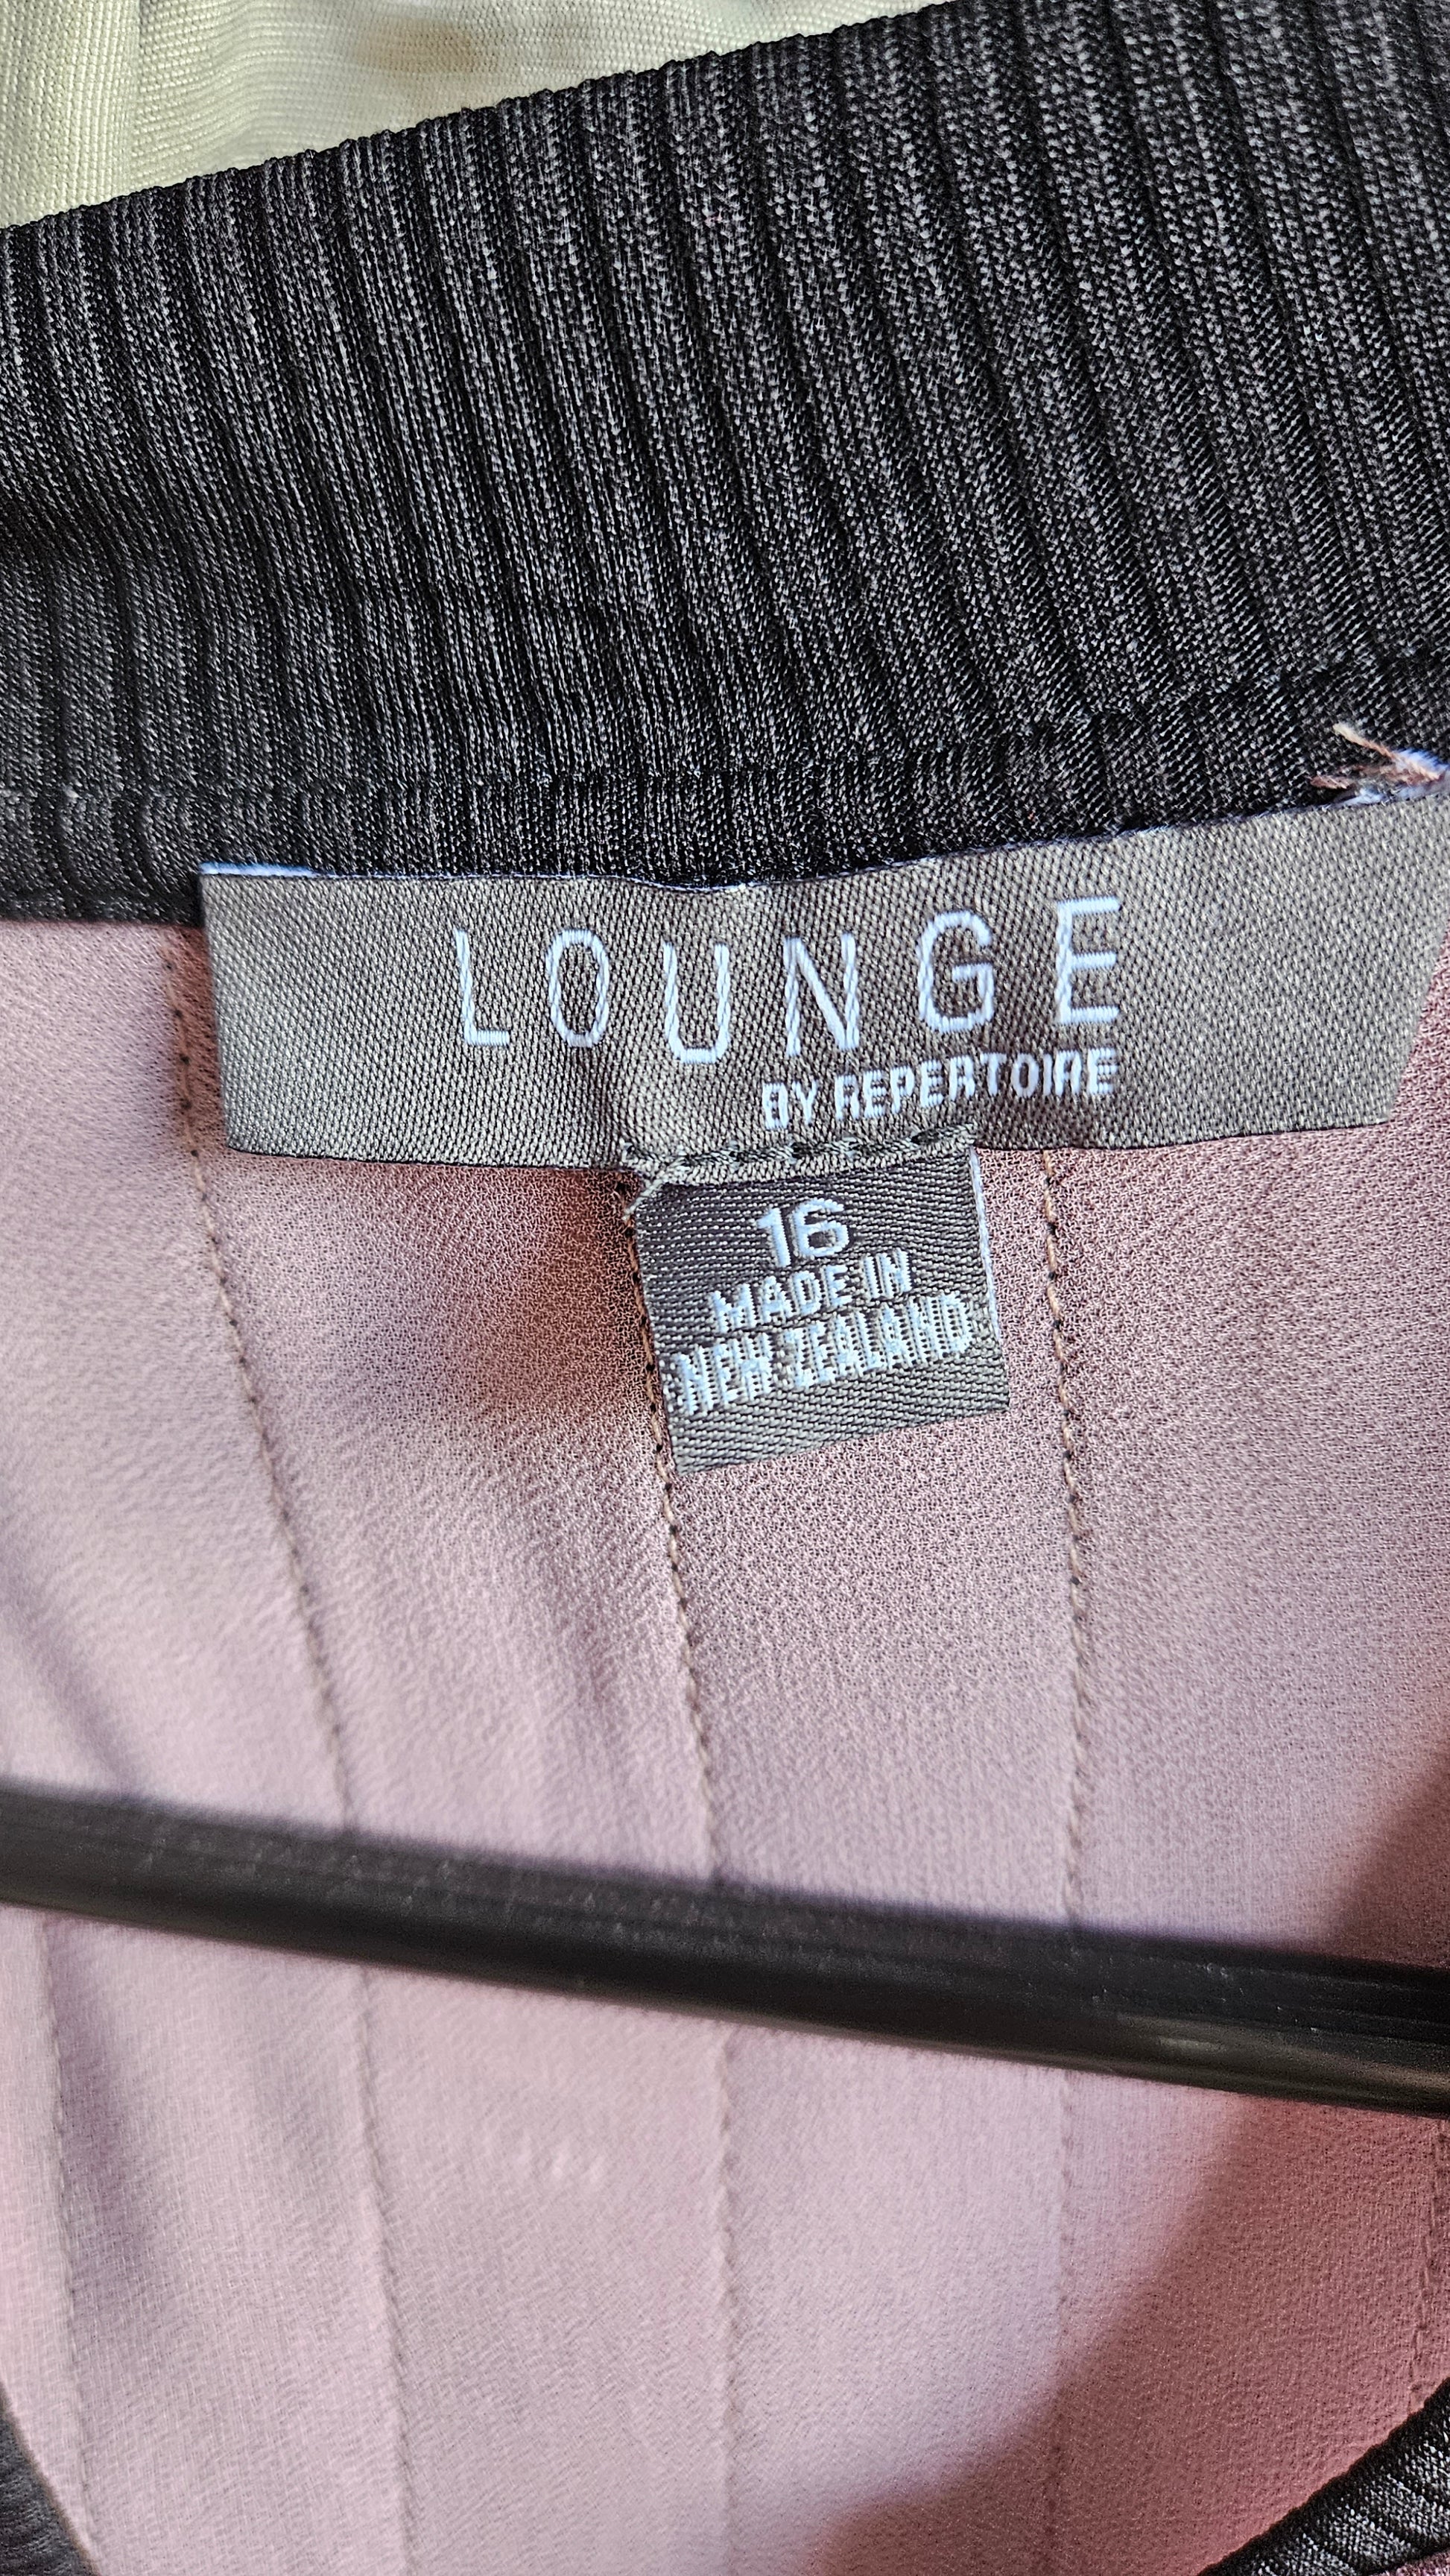 LOUNGE
BY REPERTOIRE
16
MADE IN
NEW ZEALAND